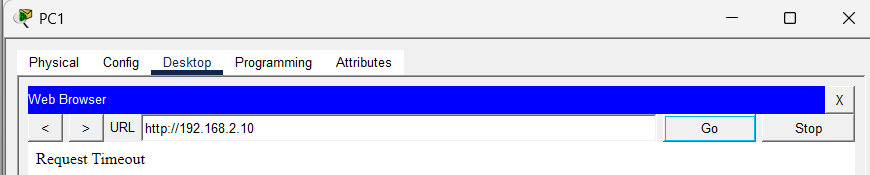 PC1
Physical Config Desktop Programming Attributes
Web Browser X
< > URL http://192.168.2.10 Go Stop
Request Timeout